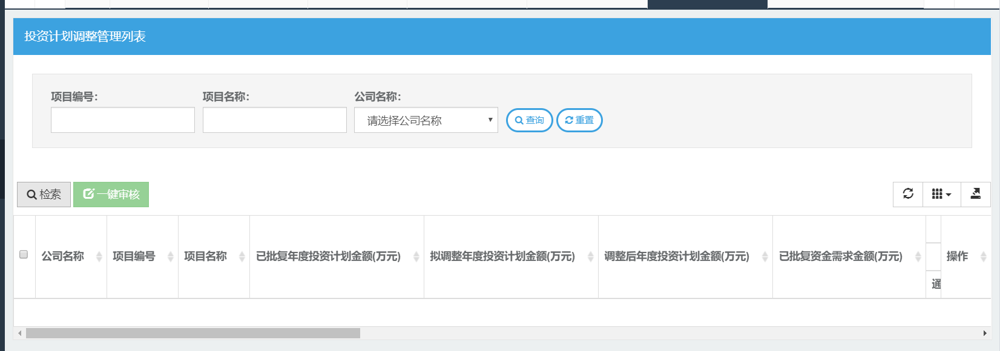 投资计划调整管理列表
项目编号: 项目名称: 公司名称:
请选择公司名称 查询 重置
检索 一键审核
公司名称 项目编号 项目名称 已批复年度投资计划金额(万元) 拟调整年度投资计划金额(万元) 调整后年度投资计划金额(万元) 已批复资金需求金额(万元) 操作
通